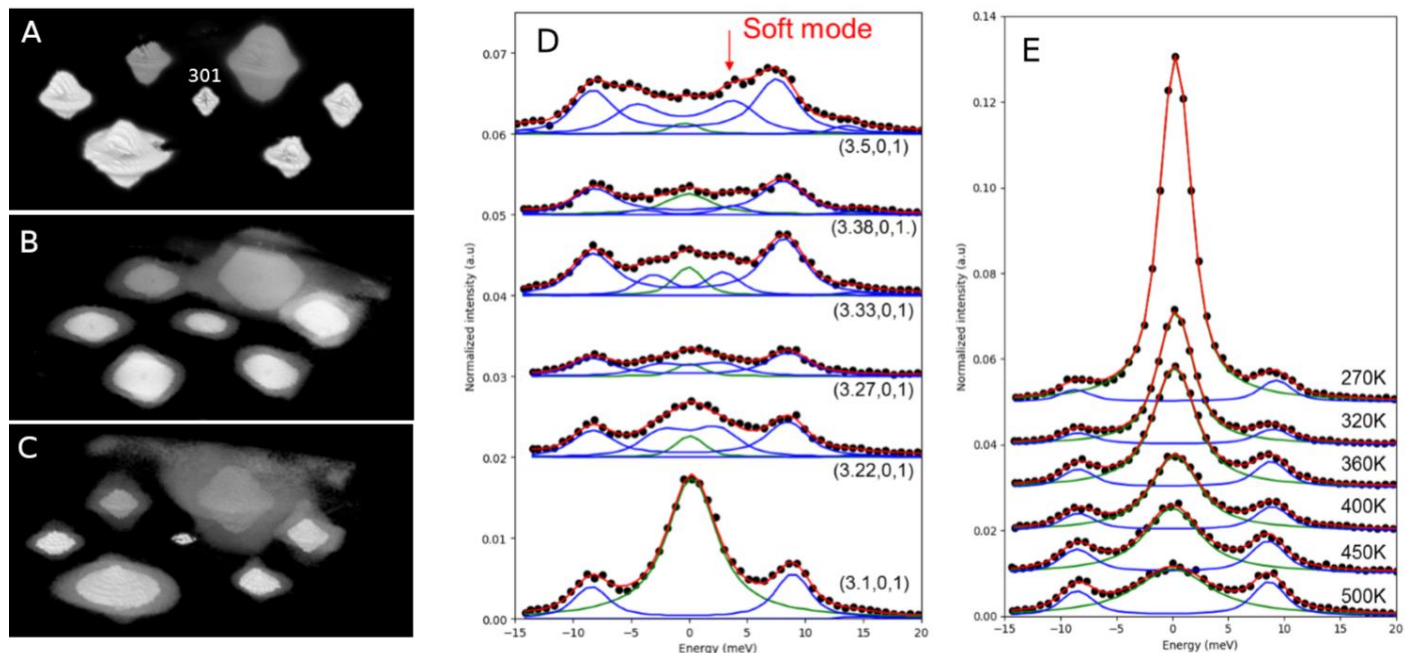 A
301
B
C
D
Soft mode
Normalized intensity (a.u)
0.07
0.06
0.05
0.04
0.03
0.02
0.01
0.00
(3.5,0,1)
(3.38,0,1.)
(3.33,0,1)
(3.27,0,1)
(3.22,0,1)
(3.1,0,1)
−15 −10 −5 0 5 10 15 20
Energy (meV)
E
Normalized intensity (a.u)
0.14
0.12
0.10
0.08
0.06
0.04
0.02
0.00
270K
320K
360K
400K
450K
500K
−15 −10 −5 0 5 10 15 20
Energy (meV)